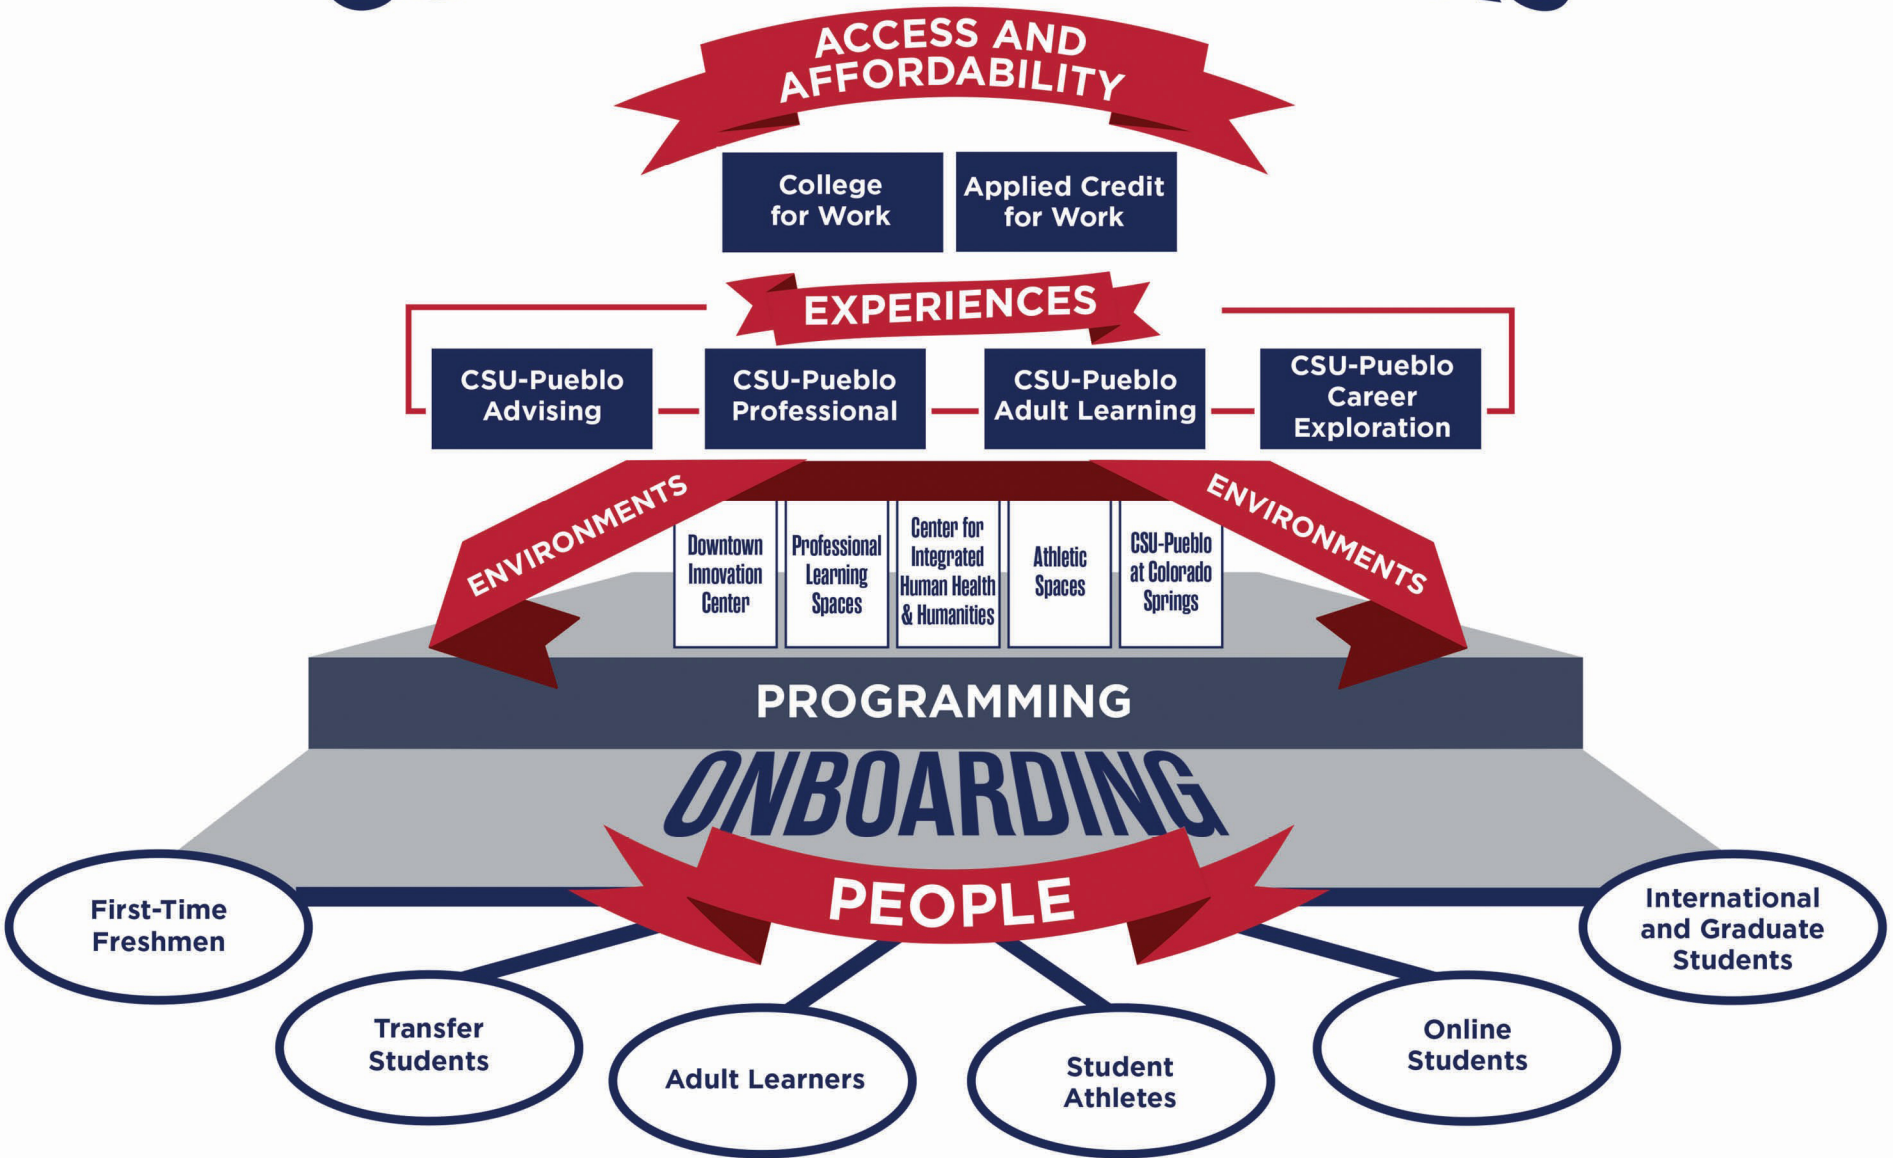 ACCESS AND
AFFORDABILITY
College
for Work
Applied Credit
for Work
EXPERIENCES
CSU-Pueblo
Advising
CSU-Pueblo
Professional
CSU-Pueblo
Adult Learning
CSU-Pueblo
Career
Exploration
ENVIRONMENTS
ENVIRONMENTS
Downtown
Innovation
Center
Professional
Learning
Spaces
Center for
Integrated
Human Health
& Humanities
Athletic
Spaces
CSU-Pueblo
at Colorado
Springs
PROGRAMMING
ONBOARDING
PEOPLE
First-Time
Freshmen
Transfer
Students
Adult Learners
Student
Athletes
Online
Students
International
and Graduate
Students